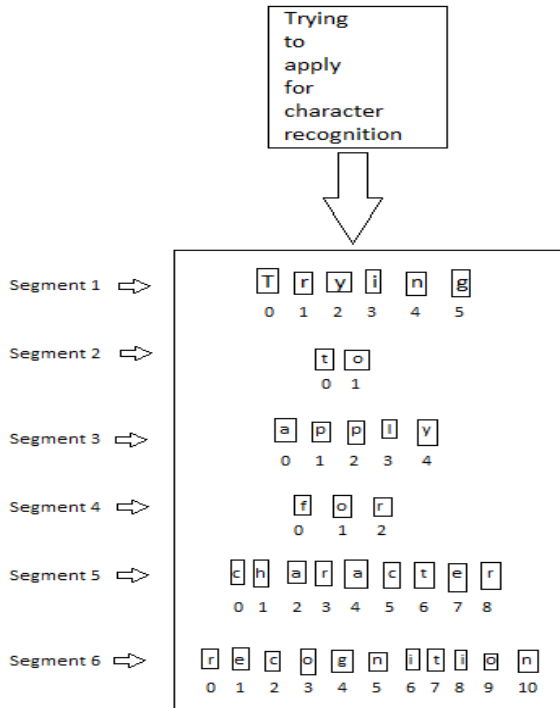 Trying
to
apply
for
character
recognition
Segment 1 T r y i n g
0 1 2 3 4 5
Segment 2 t o
0 1
Segment 3 a p p l y
0 1 2 3 4
Segment 4 f o r
0 1 2
Segment 5 c h a r a c t e r
0 1 2 3 4 5 6 7 8
Segment 6 r e c o g n i t i o n
0 1 2 3 4 5 6 7 8 9 10